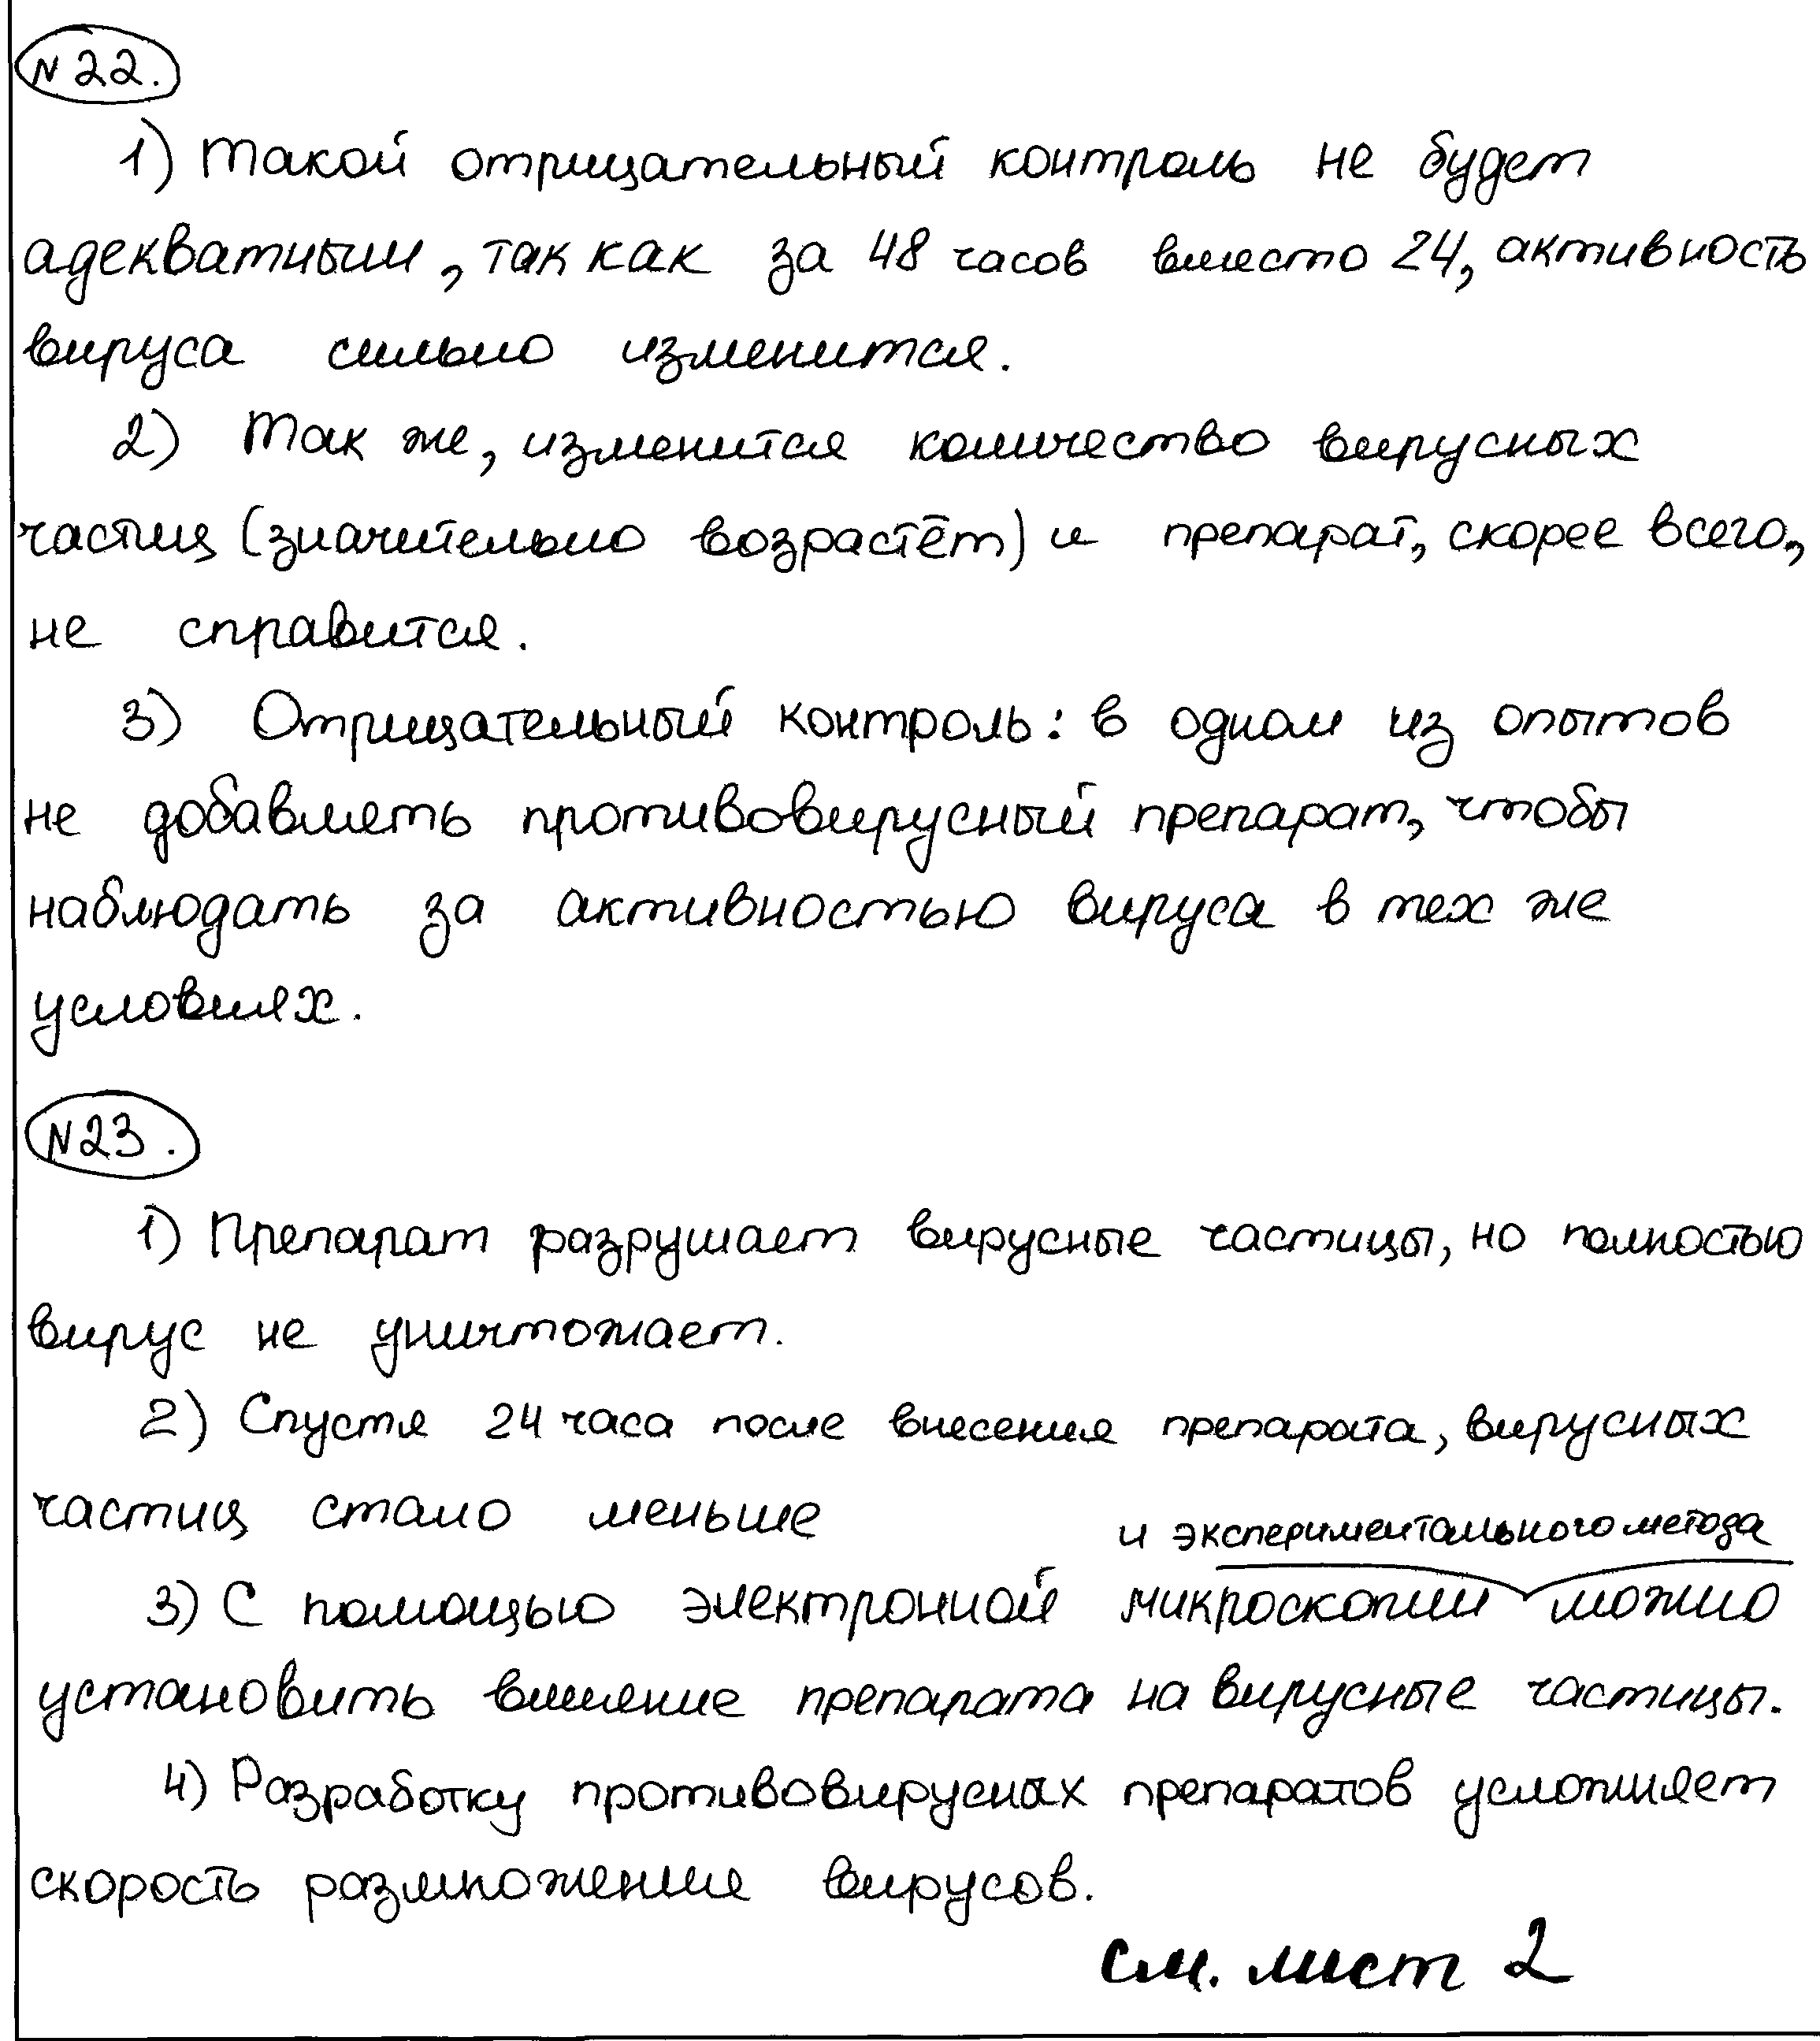 N22.
1) Такой отрицательный контроль не будет
адекватным, так как за 48 часов вместо 24, активность
вируса сильно изменится.
2) Так же, изменится количество вирусных
частиц (значительно возрастёт) и препарат, скорее всего,
не справится.
3) Отрицательный контроль: в одном из опытов
не добавлять противовирусный препарат, чтобы
наблюдать за активностью вируса в тех же
условиях.
N23.
1) Препарат разрушает вирусные частицы, но полностью
вирус не уничтожает.
2) Спустя 24 часа после внесения препарата, вирусных
частиц стало меньше
и экспериментального метода
3) С помощью электронной микроскопии можно
установить влияние препарата на вирусные частицы.
4) Разработку противовирусных препаратов усложняет
скорость размножения вирусов.
см. лист 2